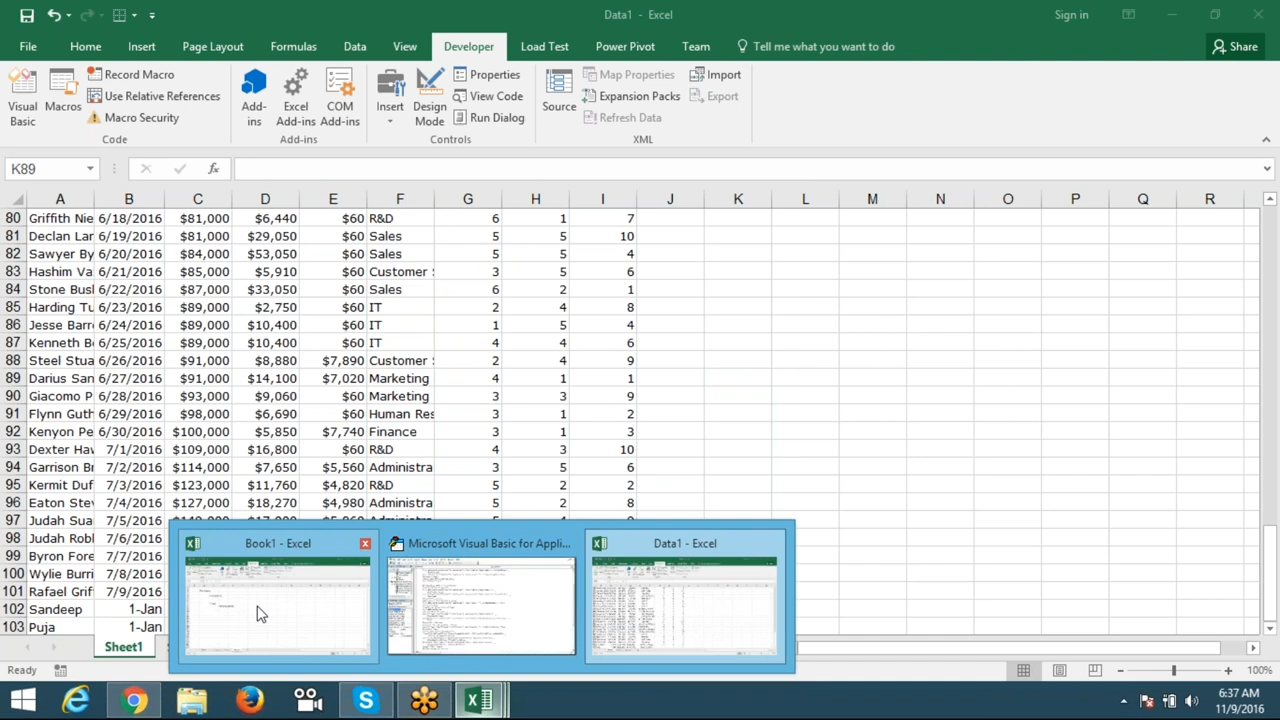 Data1 - Excel
Sign in
File Home Insert Page Layout Formulas Data View Developer Load Test Power Pivot Team Tell me what you want to do Share
Visual Basic
Macros
Record Macro
Use Relative References
Macro Security
Code
Add-ins
Excel Add-ins
COM Add-ins
Add-ins
Insert
Design Mode
Properties
View Code
Run Dialog
Controls
Source
Map Properties
Expansion Packs
Refresh Data
Import
Export
XML
K89
fx
A B C D E F G H I J K L M N O P Q R
80 Griffith Nie 6/18/2016 $81,000 $6,440 $60 R&D 6 1 7
81 Declan Lar 6/19/2016 $81,000 $29,050 $60 Sales 5 5 10
82 Sawyer By 6/20/2016 $84,000 $53,050 $60 Sales 5 5 4
83 Hashim Va 6/21/2016 $85,000 $5,910 $60 Customer S 3 5 6
84 Stone Bush 6/22/2016 $87,000 $33,050 $60 Sales 6 2 1
85 Harding Tu 6/23/2016 $89,000 $2,750 $60 IT 2 4 8
86 Jesse Barr 6/24/2016 $89,000 $10,400 $60 IT 1 5 4
87 Kenneth Be 6/25/2016 $89,000 $10,400 $60 IT 4 4 6
88 Steel Stua 6/26/2016 $91,000 $8,880 $7,890 Customer S 2 4 9
89 Darius San 6/27/2016 $91,000 $14,100 $7,020 Marketing 4 1 1
90 Giacomo P 6/28/2016 $93,000 $9,060 $60 Marketing 3 3 9
91 Flynn Guth 6/29/2016 $98,000 $6,690 $60 Human Res 3 1 2
92 Kenyon Pe 6/30/2016 $100,000 $5,850 $7,740 Finance 3 1 3
93 Dexter Haw 7/1/2016 $109,000 $16,800 $60 R&D 4 3 10
94 Garrison Br 7/2/2016 $114,000 $7,650 $5,560 Administra 3 5 6
95 Kermit Duf 7/3/2016 $123,000 $11,760 $4,820 R&D 5 2 2
96 Eaton Stev 7/4/2016 $127,000 $18,270 $4,980 Administra 5 2 8
97 Judah Sua 7/5/2016
98 Judah Robl 7/6/2016
99 Byron Fore 7/7/2016
100 Wylie Burri 7/8/2016
101 Rafael Grif 7/9/2016
102 Sandeep 1-Jan
103 Puja 1-Jan
Book1 - Excel
Microsoft Visual Basic for Appli...
Data1 - Excel
Sheet1
Ready
100%
6:37 AM
11/9/2016